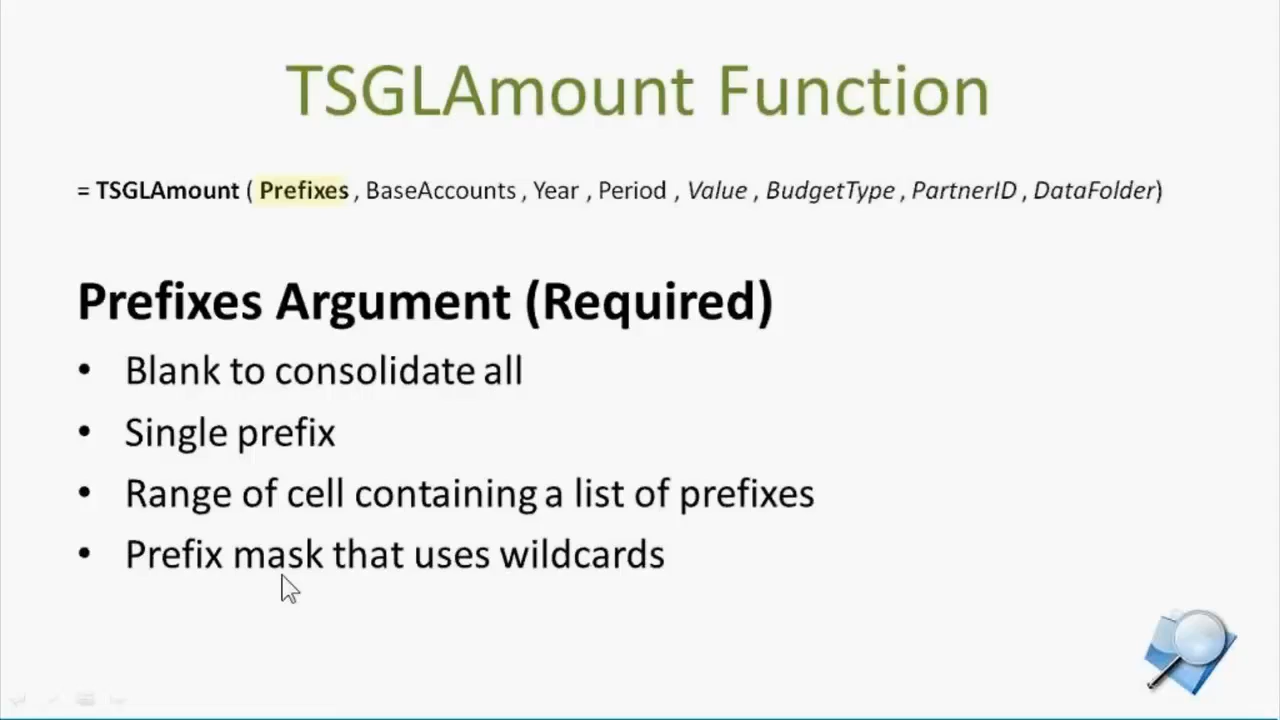 TSGLAmount Function
= TSGLAmount ( Prefixes , BaseAccounts , Year , Period , Value , BudgetType , PartnerID , DataFolder)
Prefixes Argument (Required)
• Blank to consolidate all
• Single prefix
• Range of cell containing a list of prefixes
• Prefix mask that uses wildcards